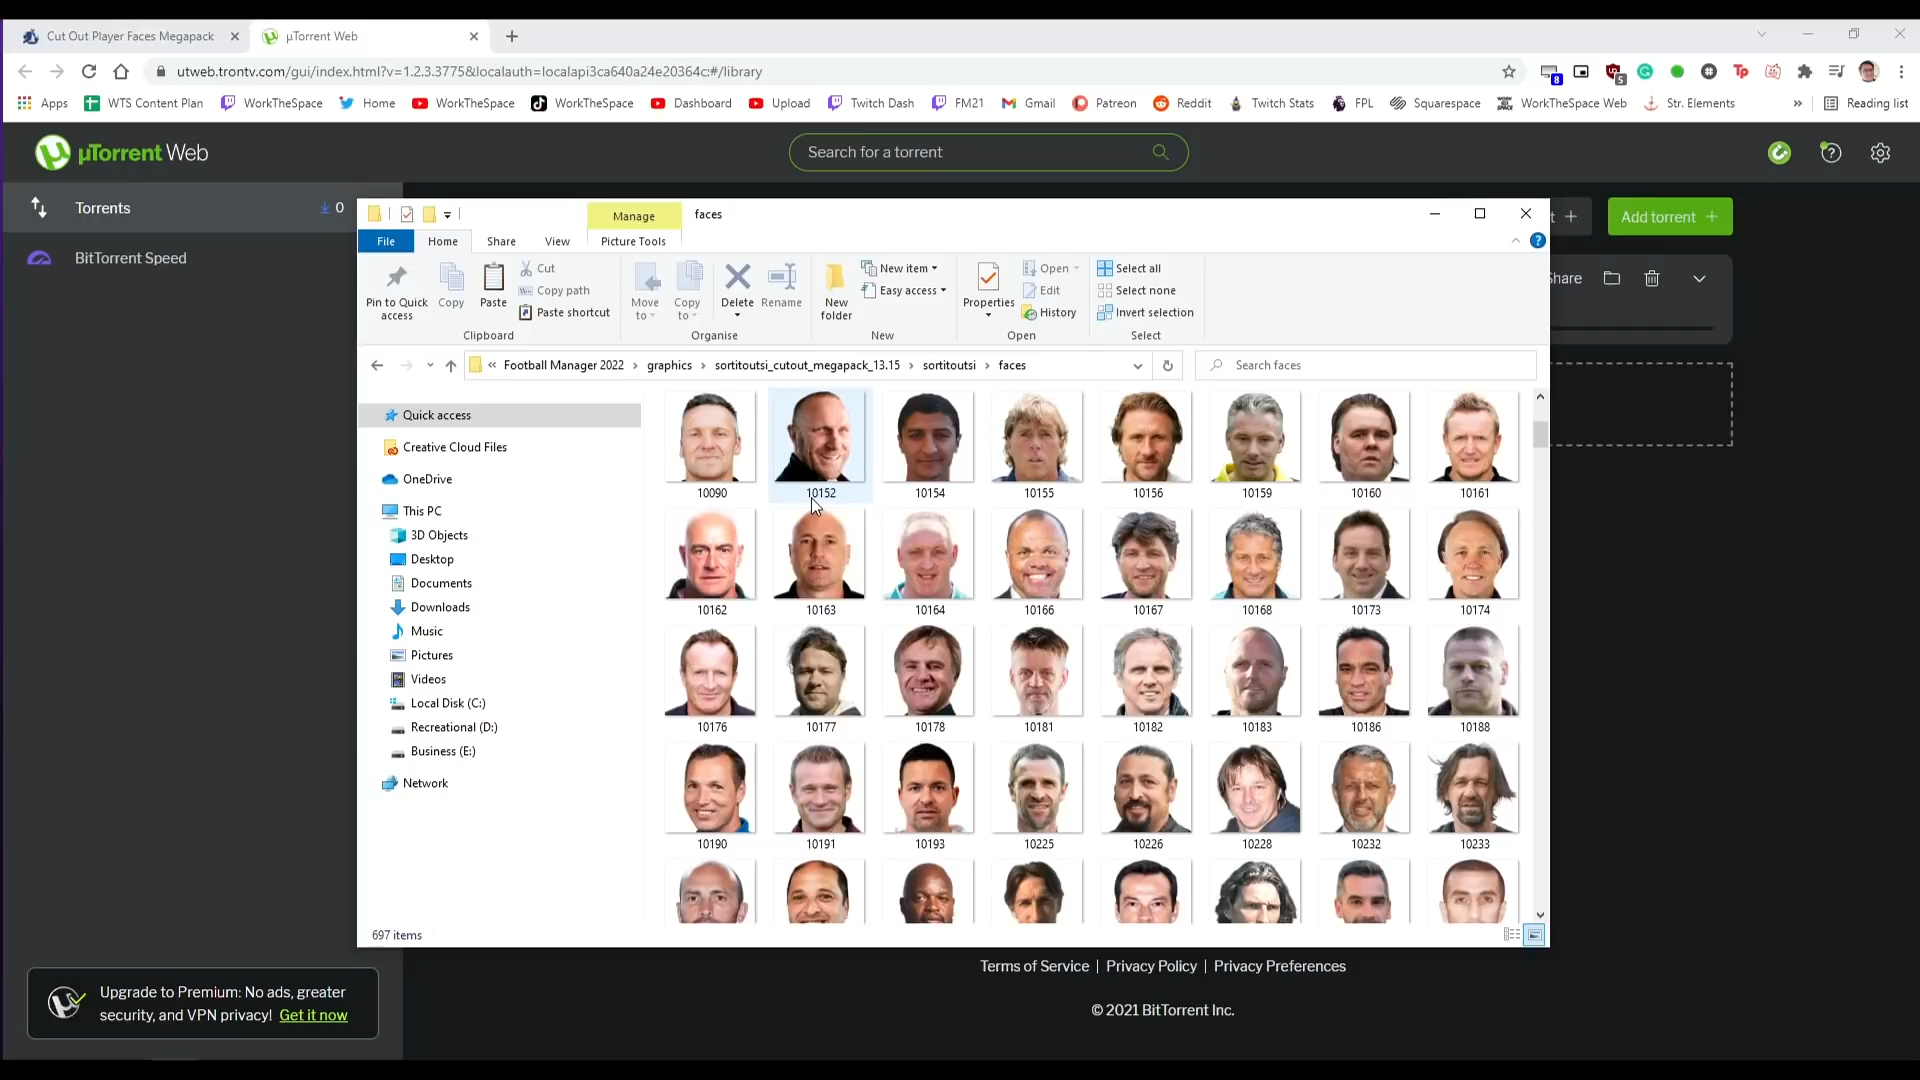 Cut Out Player Faces Megapack
µTorrent Web
utweb.trontv.com/gui/index.html?v=1.2.3.3775&localauth=localapi3ca640a24e20364c:#/library
8
5
Tp
Apps
WTS Content Plan
WorkTheSpace
Home
WorkTheSpace
WorkTheSpace
Dashboard
Upload
Twitch Dash
FM21
Gmail
Patreon
Reddit
Twitch Stats
FPL
Squarespace
WorkTheSpace Web
Str. Elements
»
Reading list
µTorrent Web
Search for a torrent
Torrents
0
BitTorrent Speed
Add torrent +
Manage
faces
File
Home
Share
View
Picture Tools
Pin to Quick access
Copy
Paste
Cut
Copy path
Paste shortcut
Clipboard
Move to
Copy to
Delete
Rename
Organise
New folder
New item
Easy access
New
Properties
Open
Edit
History
Open
Select all
Select none
Invert selection
Select
Share
« Football Manager 2022 › graphics › sortitoutsi_cutout_megapack_13.15 › sortitoutsi › faces
Search faces
Quick access
Creative Cloud Files
OneDrive
This PC
3D Objects
Desktop
Documents
Downloads
Music
Pictures
Videos
Local Disk (C:)
Recreational (D:)
Business (E:)
Network
10090 10152 10154 10155 10156 10159 10160 10161
10162 10163 10164 10166 10167 10168 10173 10174
10176 10177 10178 10181 10182 10183 10186 10188
10190 10191 10193 10225 10226 10228 10232 10233
697 items
Upgrade to Premium: No ads, greater
security, and VPN privacy! Get it now
Terms of Service | Privacy Policy | Privacy Preferences
© 2021 BitTorrent Inc.